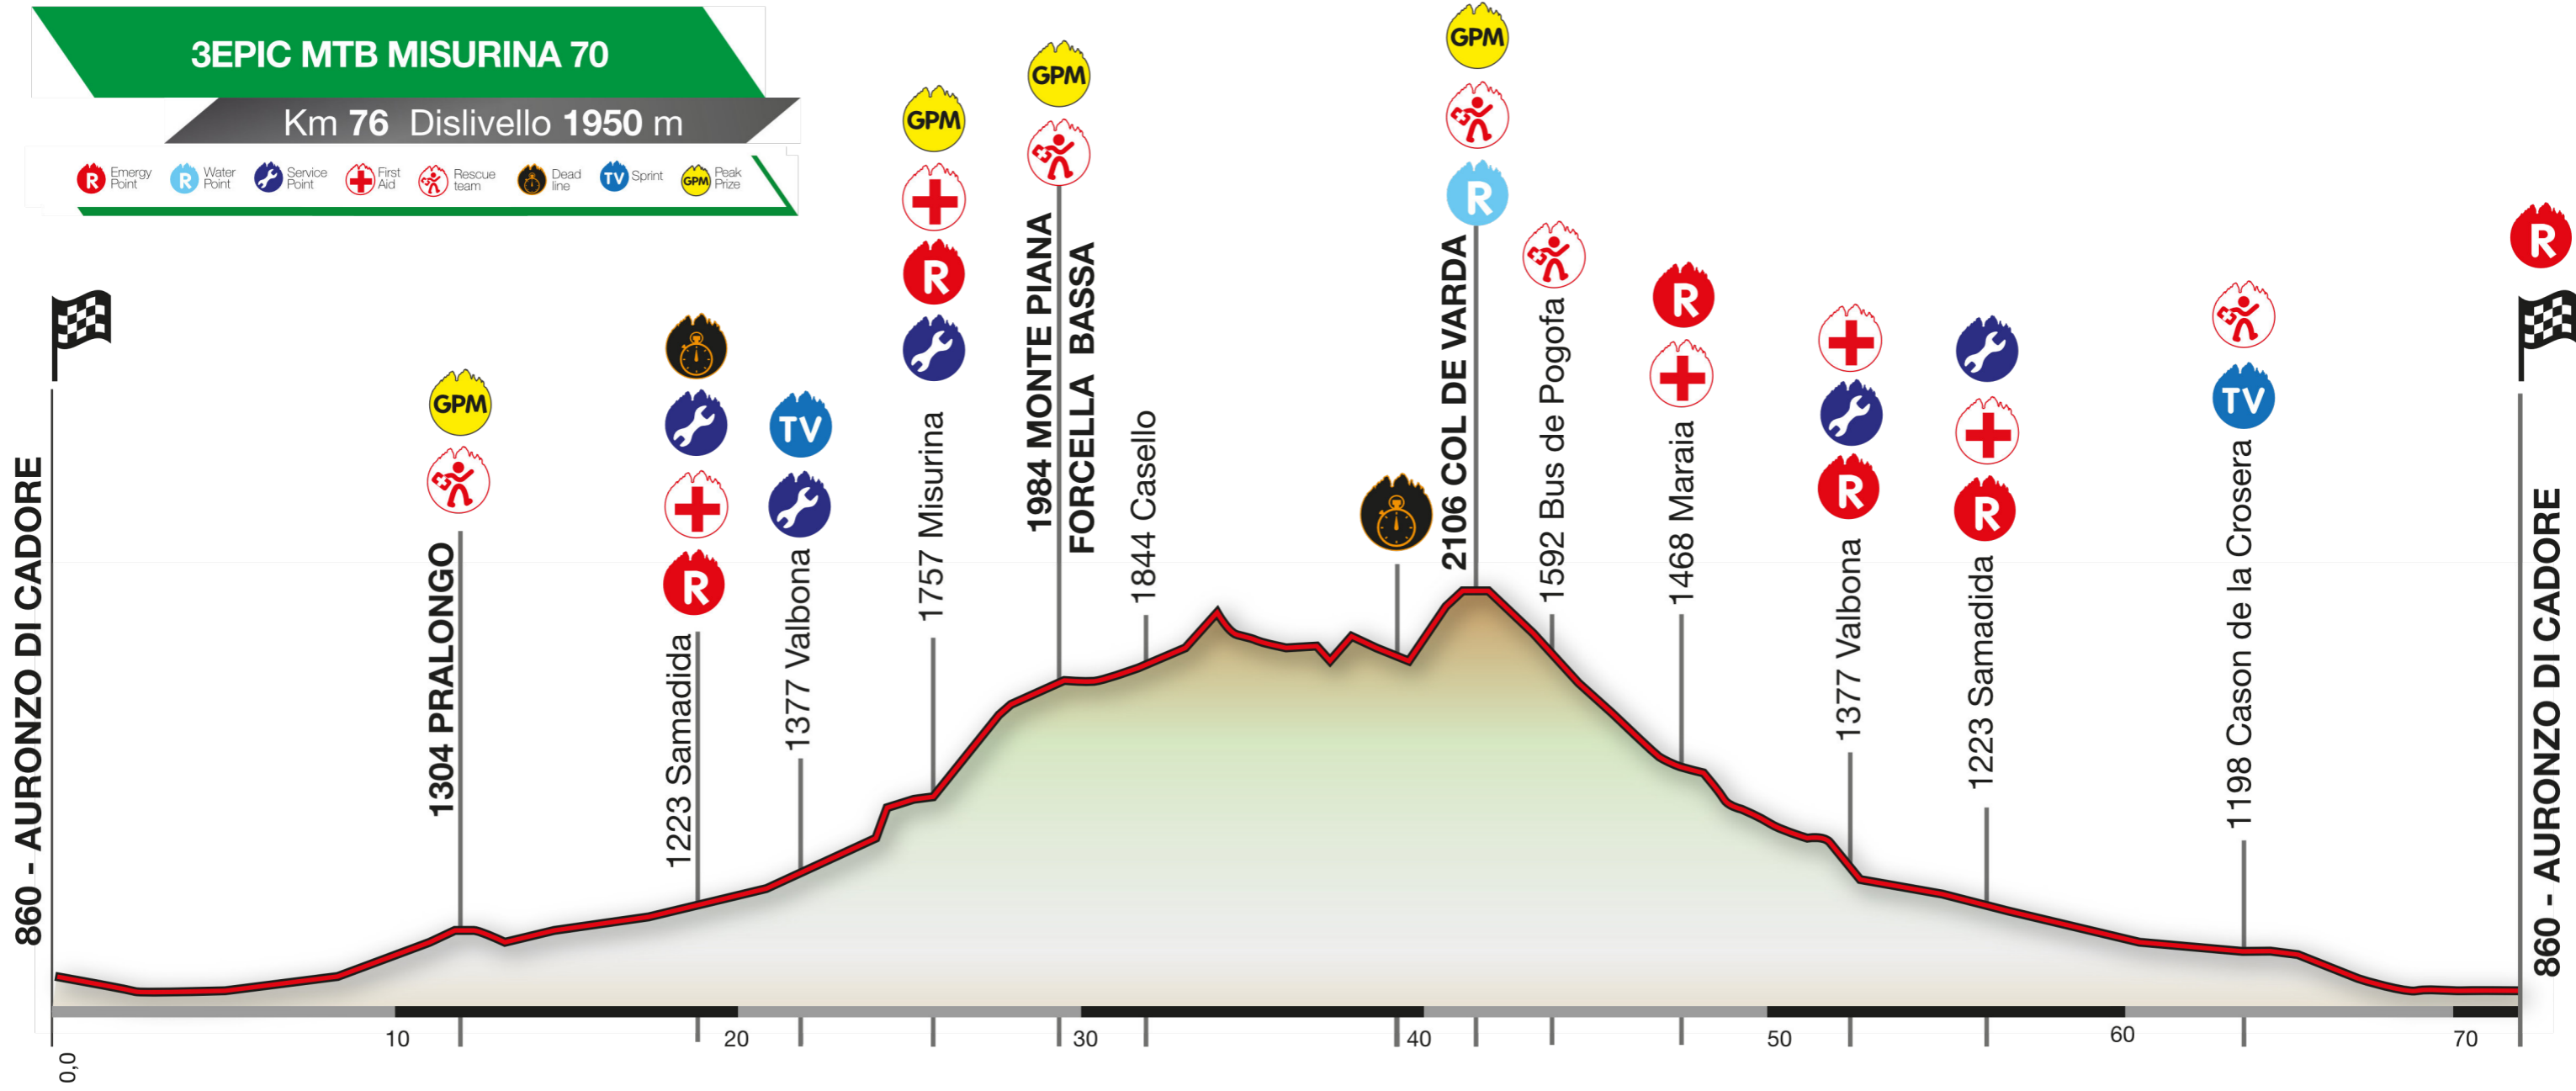 3EPIC MTB MISURINA 70
Km 76 Dislivello 1950 m
R Emergy Point
R Water Point
Service Point
First Aid
Rescue team
Dead line
TV Sprint
GPM Peak Prize
860 - AURONZO DI CADORE
GPM
1304 PRALONGO
R
1223 Samadida
TV
1377 Valbona
GPM
R
1757 Misurina
GPM
1984 MONTE PIANA
FORCELLA BASSA
1844 Casello
GPM
R
2106 COL DE VARDA
1592 Bus de Pogofa
R
1468 Maraia
R
1377 Valbona
R
1223 Samadida
TV
1198 Cason de la Crosera
R
860 - AURONZO DI CADORE
0,0
10
20
30
40
50
60
70